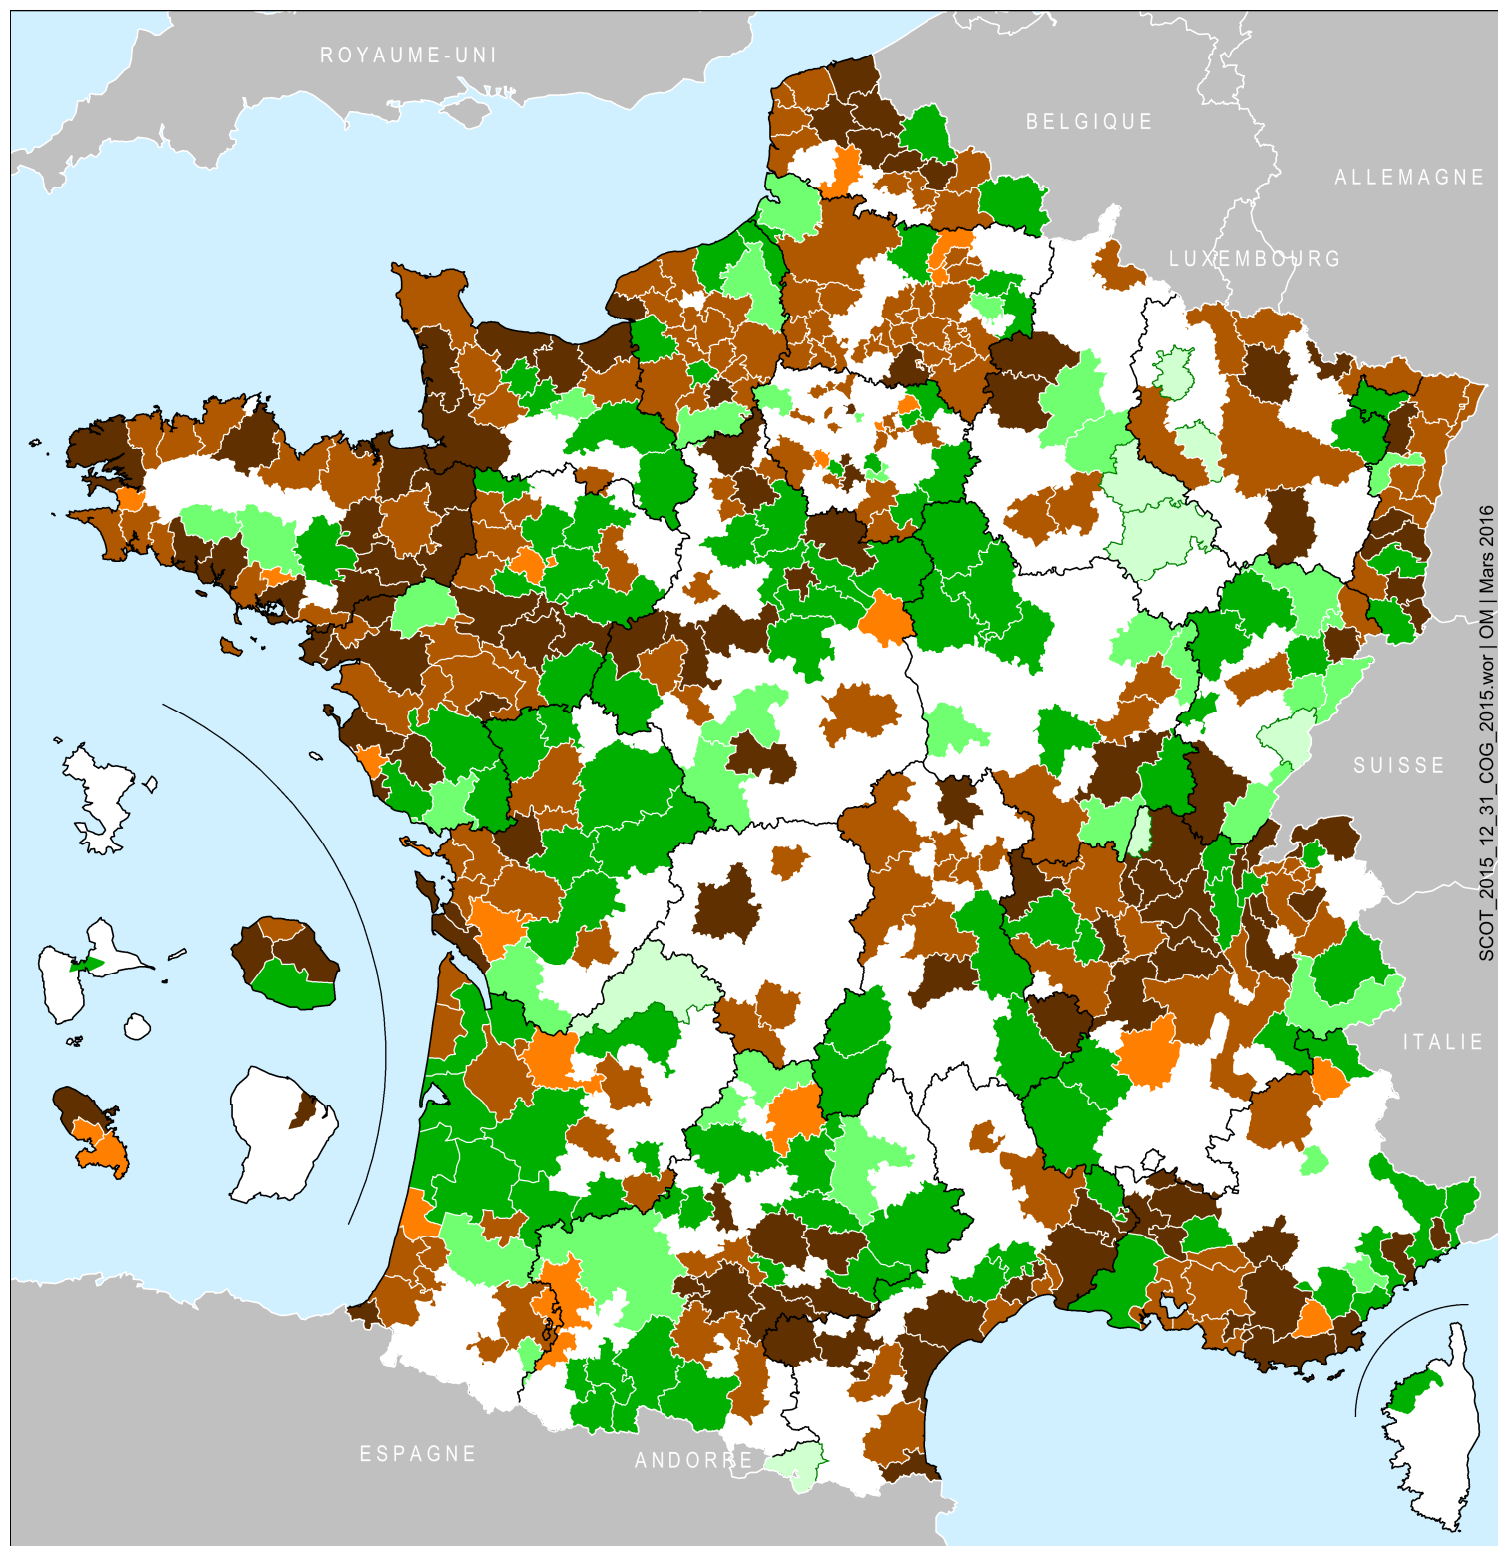 ROYAUME-UNI
BELGIQUE
ALLEMAGNE
LUXEMBOURG
SUISSE
ITALIE
ESPAGNE
ANDORRE
SCOT_2015_12_31_COG_2015.wor | OM | Mars 2016